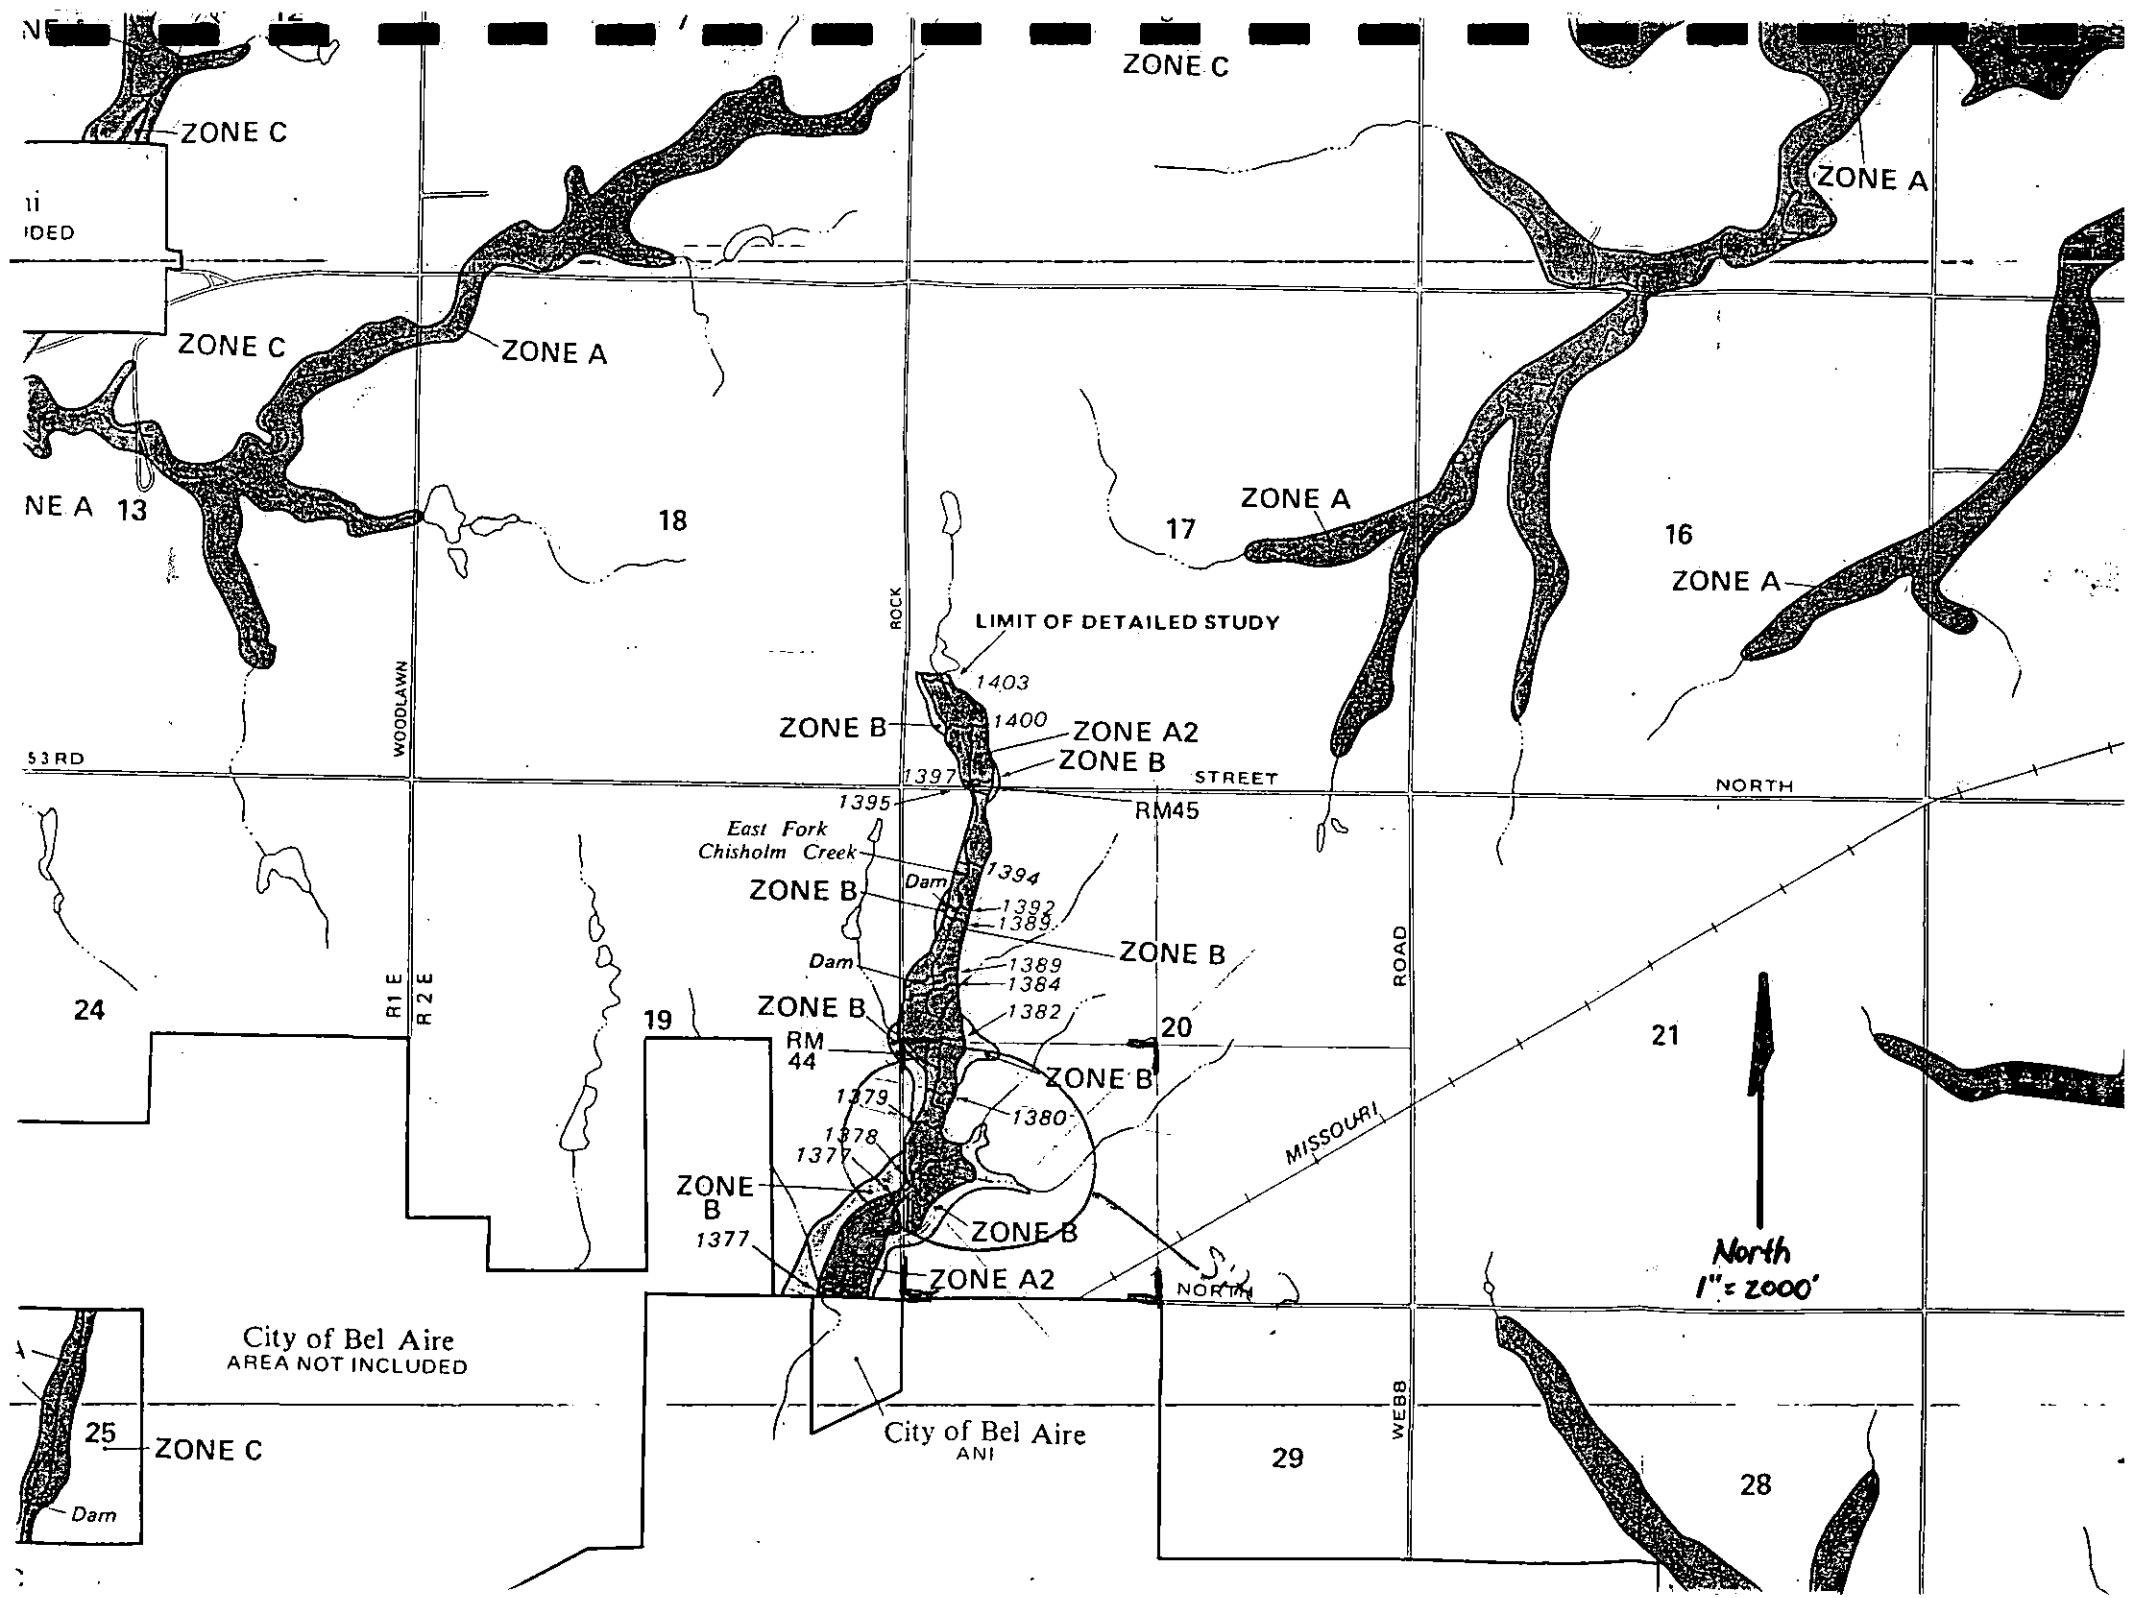 12
7
ZONE C
ZONE C
ZONE A
DED
ZONE C
ZONE A
NE A 13
18
ZONE A
17
16
ZONE A
ROCK
LIMIT OF DETAILED STUDY
WOODLAWN
1403
ZONE B
1400
ZONE A2
ZONE B
53RD
1397
STREET
NORTH
1395
RM45
East Fork
Chisholm Creek
1394
Dam
ZONE B
1392
1389
ZONE B
ROAD
Dam
1389
1384
R1E
R2E
24
ZONE B
1382
19
20
21
RM
44
ZONE B
1379
1380
MISSOURI
1378
1377
ZONE
B
ZONE B
1377
North
1" = 2000'
ZONE A2
NORTH
City of Bel Aire
AREA NOT INCLUDED
WEBB
25
ZONE C
City of Bel Aire
ANI
29
28
Dam